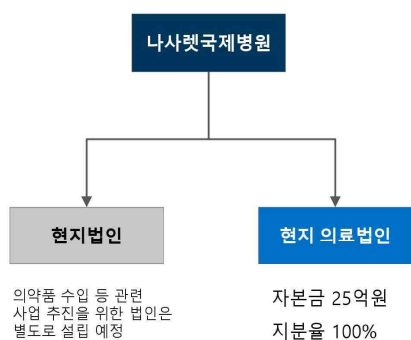 나사렛국제병원
현지법인
현지 의료법인
의약품 수입 등 관련
사업 추진을 위한 법인은
별도로 설립 예정
자본금 25억원
지분율 100%